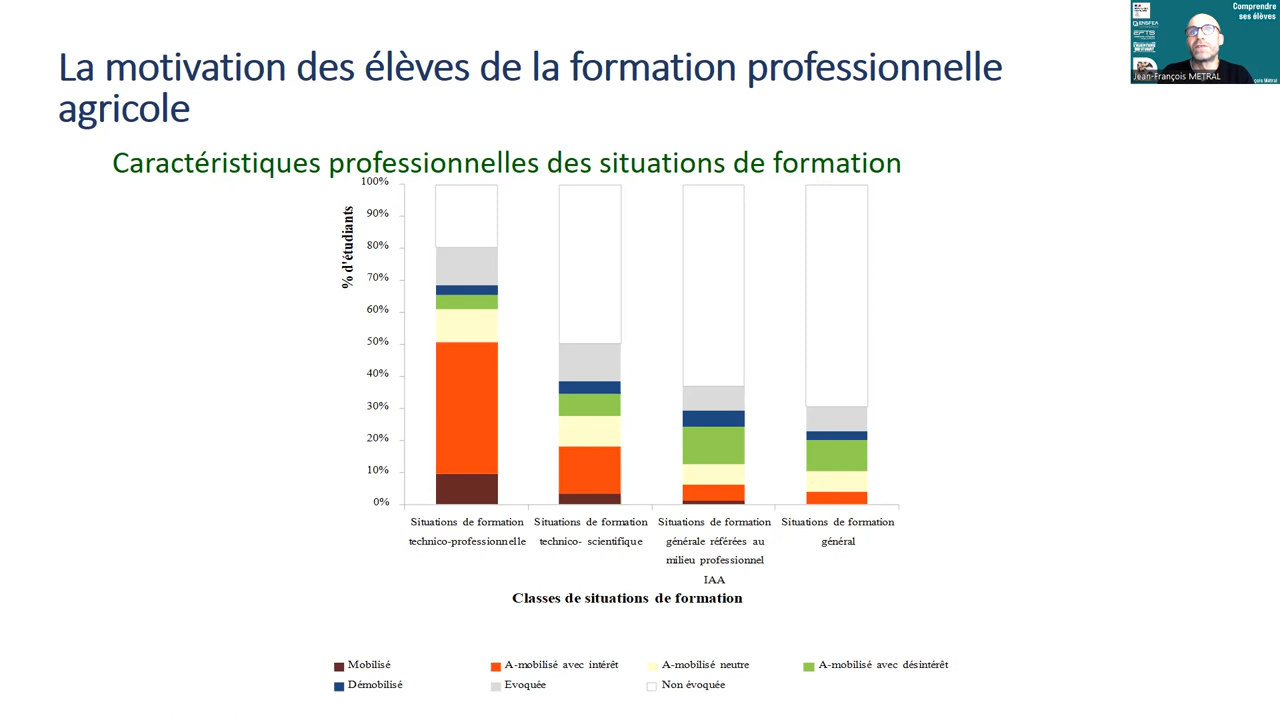 La motivation des élèves de la formation professionnelle
agricole
Caractéristiques professionnelles des situations de formation
Comprendre
ses élèves
ENSFEA
Jean-François METRAL
% d'étudiants
100%
90%
80%
70%
60%
50%
40%
30%
20%
10%
0%
Situations de formation
technico-professionnelle
Situations de formation
technico- scientifique
Situations de formation
générale référées au
milieu professionnel
IAA
Situations de formation
général
Classes de situations de formation
Mobilisé
A-mobilisé avec intérêt
A-mobilisé neutre
A-mobilisé avec désintérêt
Démobilisé
Evoquée
Non évoquée